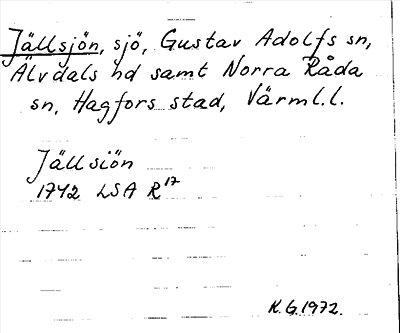 Jällsjön, sjö, Gustav Adolfs sn,
Älvdals hd samt Norra Råda
sn, Hagfors stad, Värml.l.
Jällsiön
1742 LSA R17
K.G.1972.